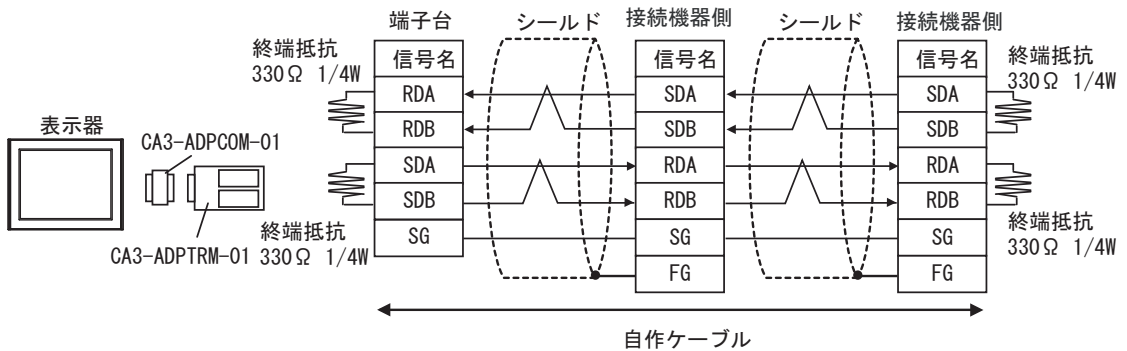 端子台
シールド
接続機器側
シールド
接続機器側
終端抵抗
330Ω 1/4W
信号名
RDA
RDB
SDA
SDB
SG
信号名
SDA
SDB
RDA
RDB
SG
FG
信号名
SDA
SDB
RDA
RDB
SG
FG
終端抵抗
330Ω 1/4W
終端抵抗
330Ω 1/4W
表示器
CA3-ADPCOM-01
CA3-ADPTRM-01
終端抵抗
330Ω 1/4W
自作ケーブル